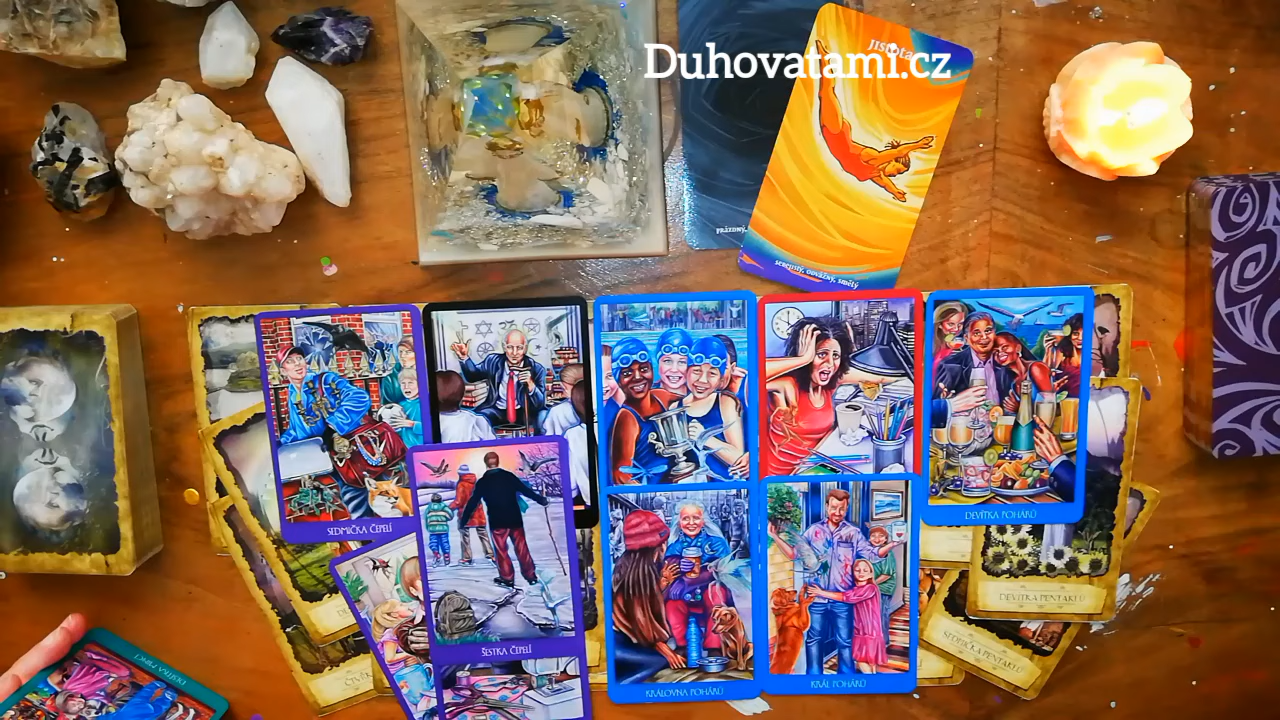 Duhovatami.cz
Jistota
PRÁZDNÝ,
srdečný, odvážný, smělý
SEDMIČKA ČEPELÍ
ŠESTKA ČEPELÍ
KRÁLOVNA POHÁRŮ
KRÁL POHÁRŮ
DEVÍTKA POHÁRŮ
DEVÍTKA PENTAKLŮ
SEDMIČKA PENTAKLŮ